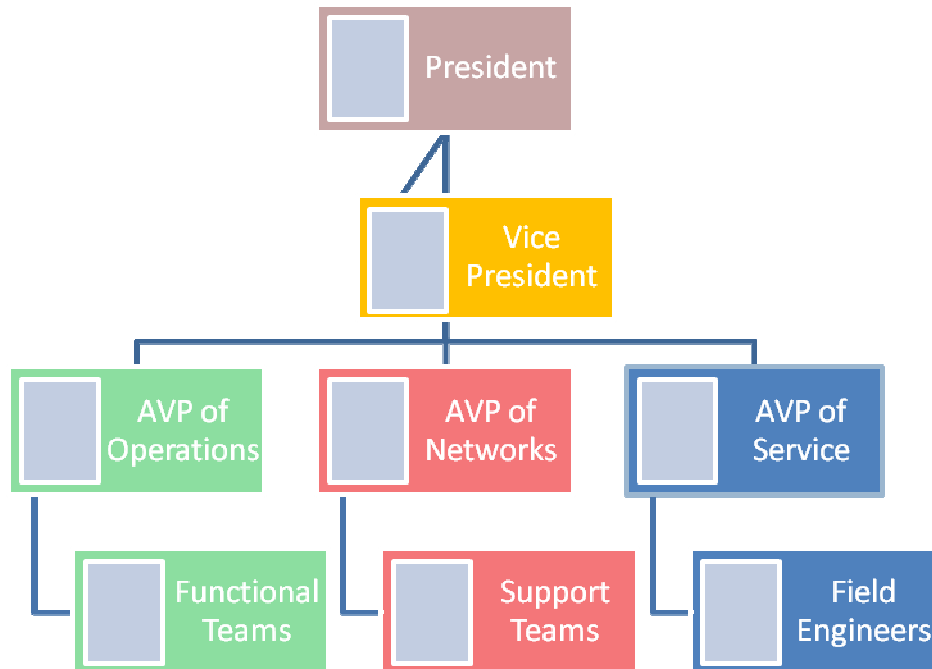 President
Vice
President
AVP of
Operations
AVP of
Networks
AVP of
Service
Functional
Teams
Support
Teams
Field
Engineers